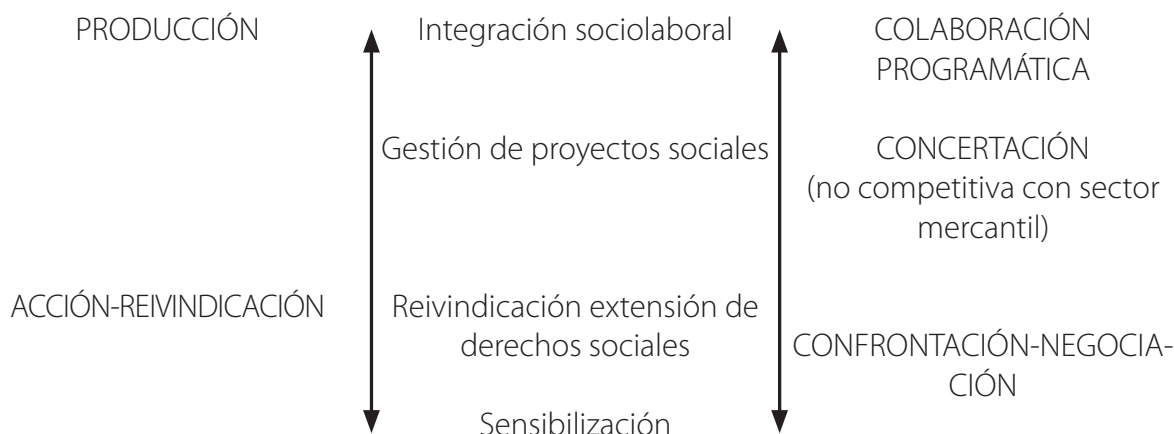 PRODUCCIÓN
Integración sociolaboral
COLABORACIÓN
PROGRAMÁTICA
Gestión de proyectos sociales
CONCERTACIÓN
(no competitiva con sector
mercantil)
ACCIÓN-REIVINDICACIÓN
Reivindicación extensión de
derechos sociales
CONFRONTACIÓN-NEGOCIA-
CIÓN
Sensibilización